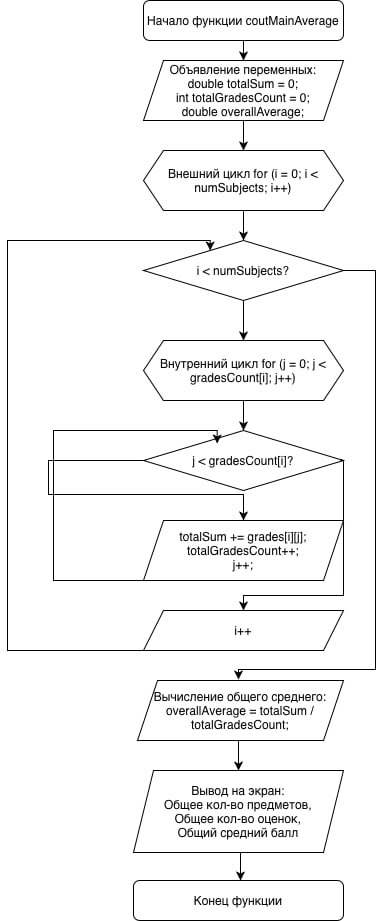 Начало функции coutMainAverage
Объявление переменных:
double totalSum = 0;
int totalGradesCount = 0;
double overallAverage;
Внешний цикл for (i = 0; i <
numSubjects; i++)
i < numSubjects?
Внутренний цикл for (j = 0; j <
gradesCount[i]; j++)
j < gradesCount[i]?
totalSum += grades[i][j];
totalGradesCount++;
j++;
i++
Вычисление общего среднего:
overallAverage = totalSum /
totalGradesCount;
Вывод на экран:
Общее кол-во предметов,
Общее кол-во оценок,
Общий средний балл
Конец функции